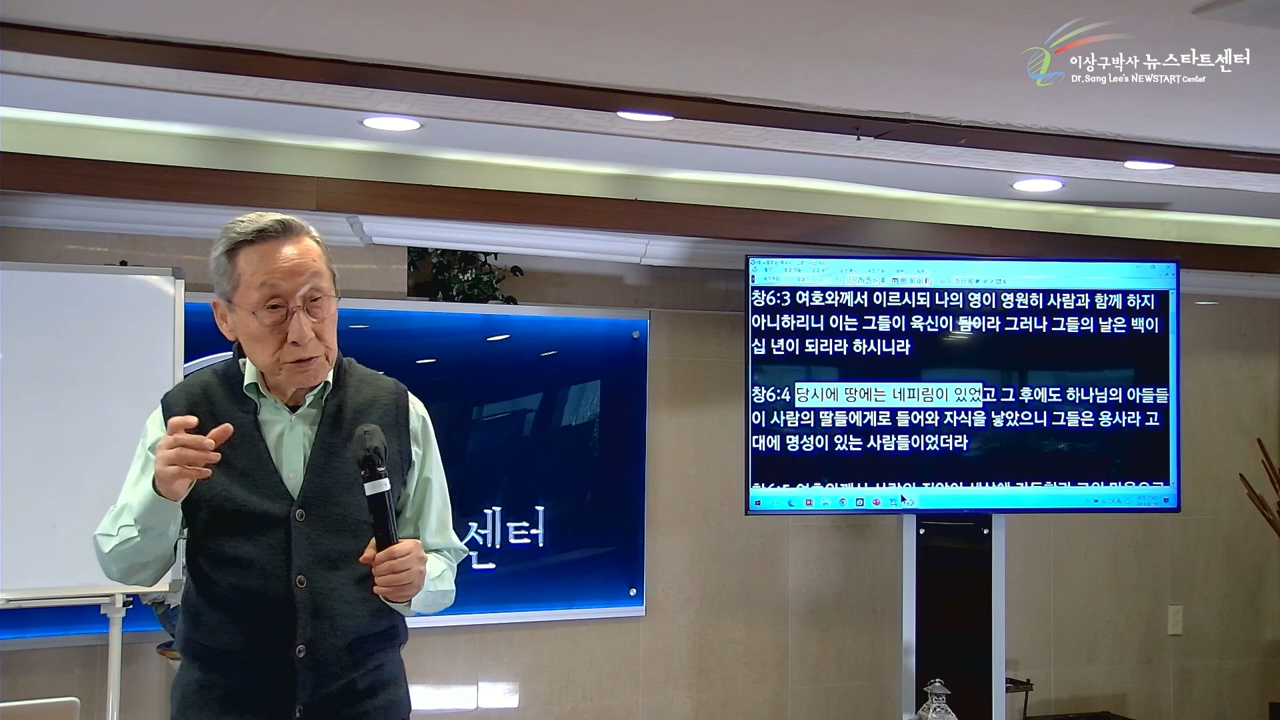 이상구박사 뉴스타트센터
Dr. Sang Lee's NEWSTART Center
창6:3 여호와께서 이르시되 나의 영이 영원히 사람과 함께 하지
아니하리니 이는 그들이 육신이 됨이라 그러나 그들의 날은 백이
십 년이 되리라 하시니라
창6:4 당시에 땅에는 네피림이 있었고 그 후에도 하나님의 아들들
이 사람의 딸들에게로 들어와 자식을 낳았으니 그들은 용사라 고
대에 명성이 있는 사람들이었더라
센터